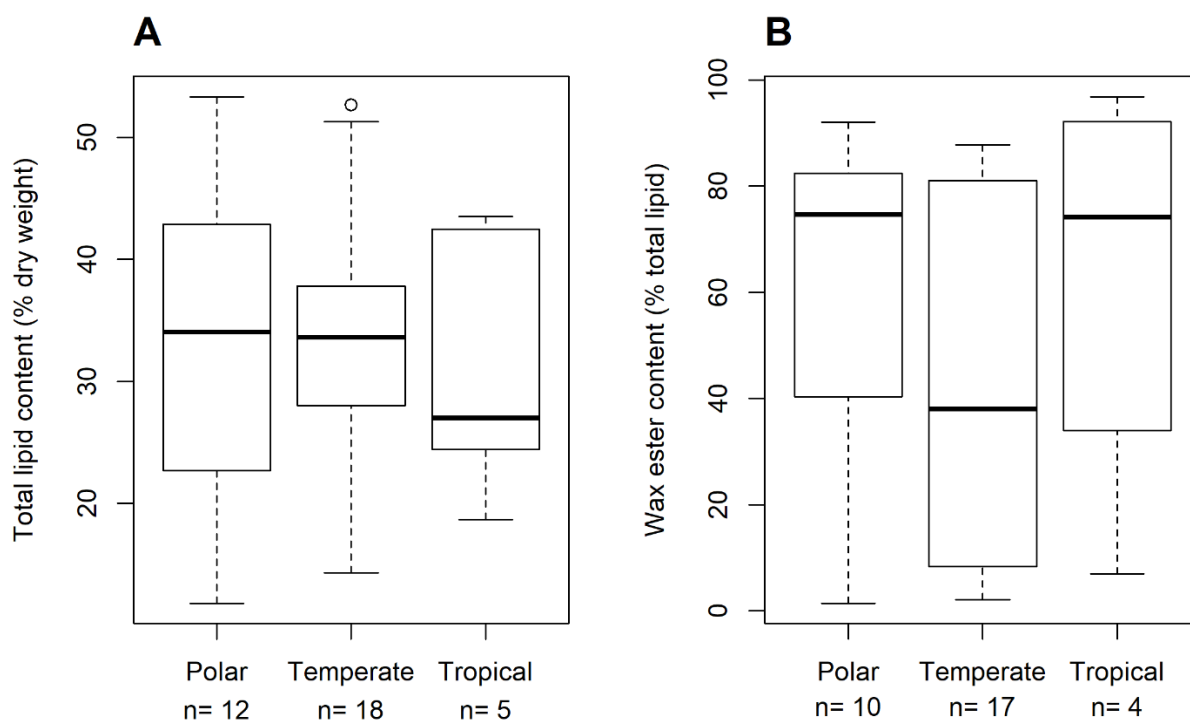 A
Total lipid content (% dry weight)
50
40
30
20
Polar
Temperate
Tropical
n= 12
n= 18
n= 5
B
Wax ester content (% total lipid)
100
80
60
40
20
0
Polar
Temperate
Tropical
n= 10
n= 17
n= 4